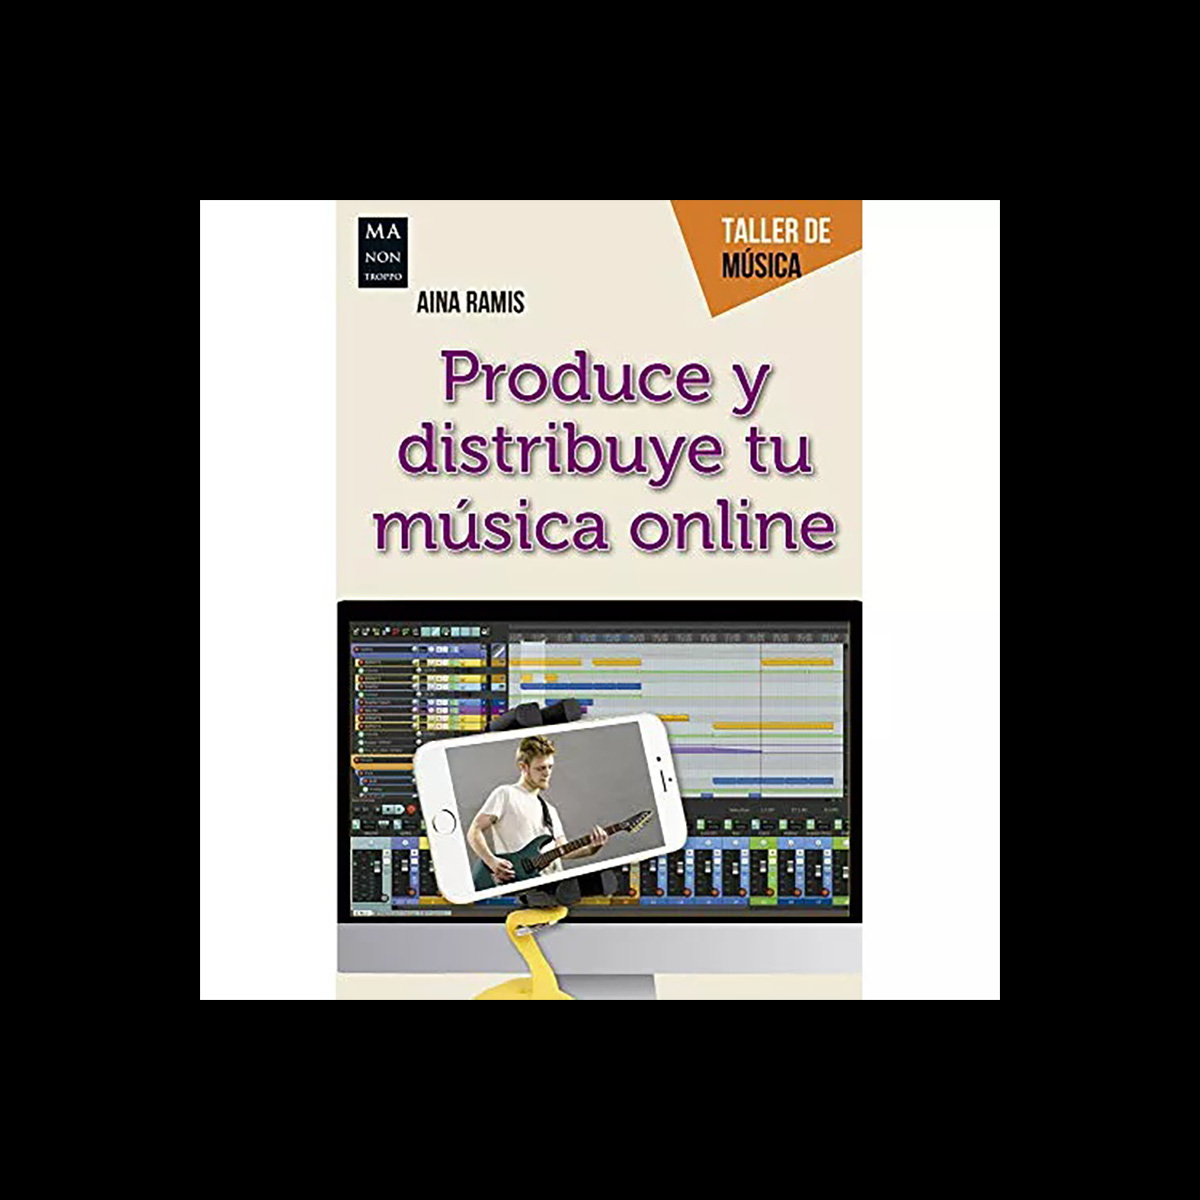 MA
NON
TROPPO
TALLER DE
MÚSICA
AINA RAMIS
Produce y
distribuye tu
música online